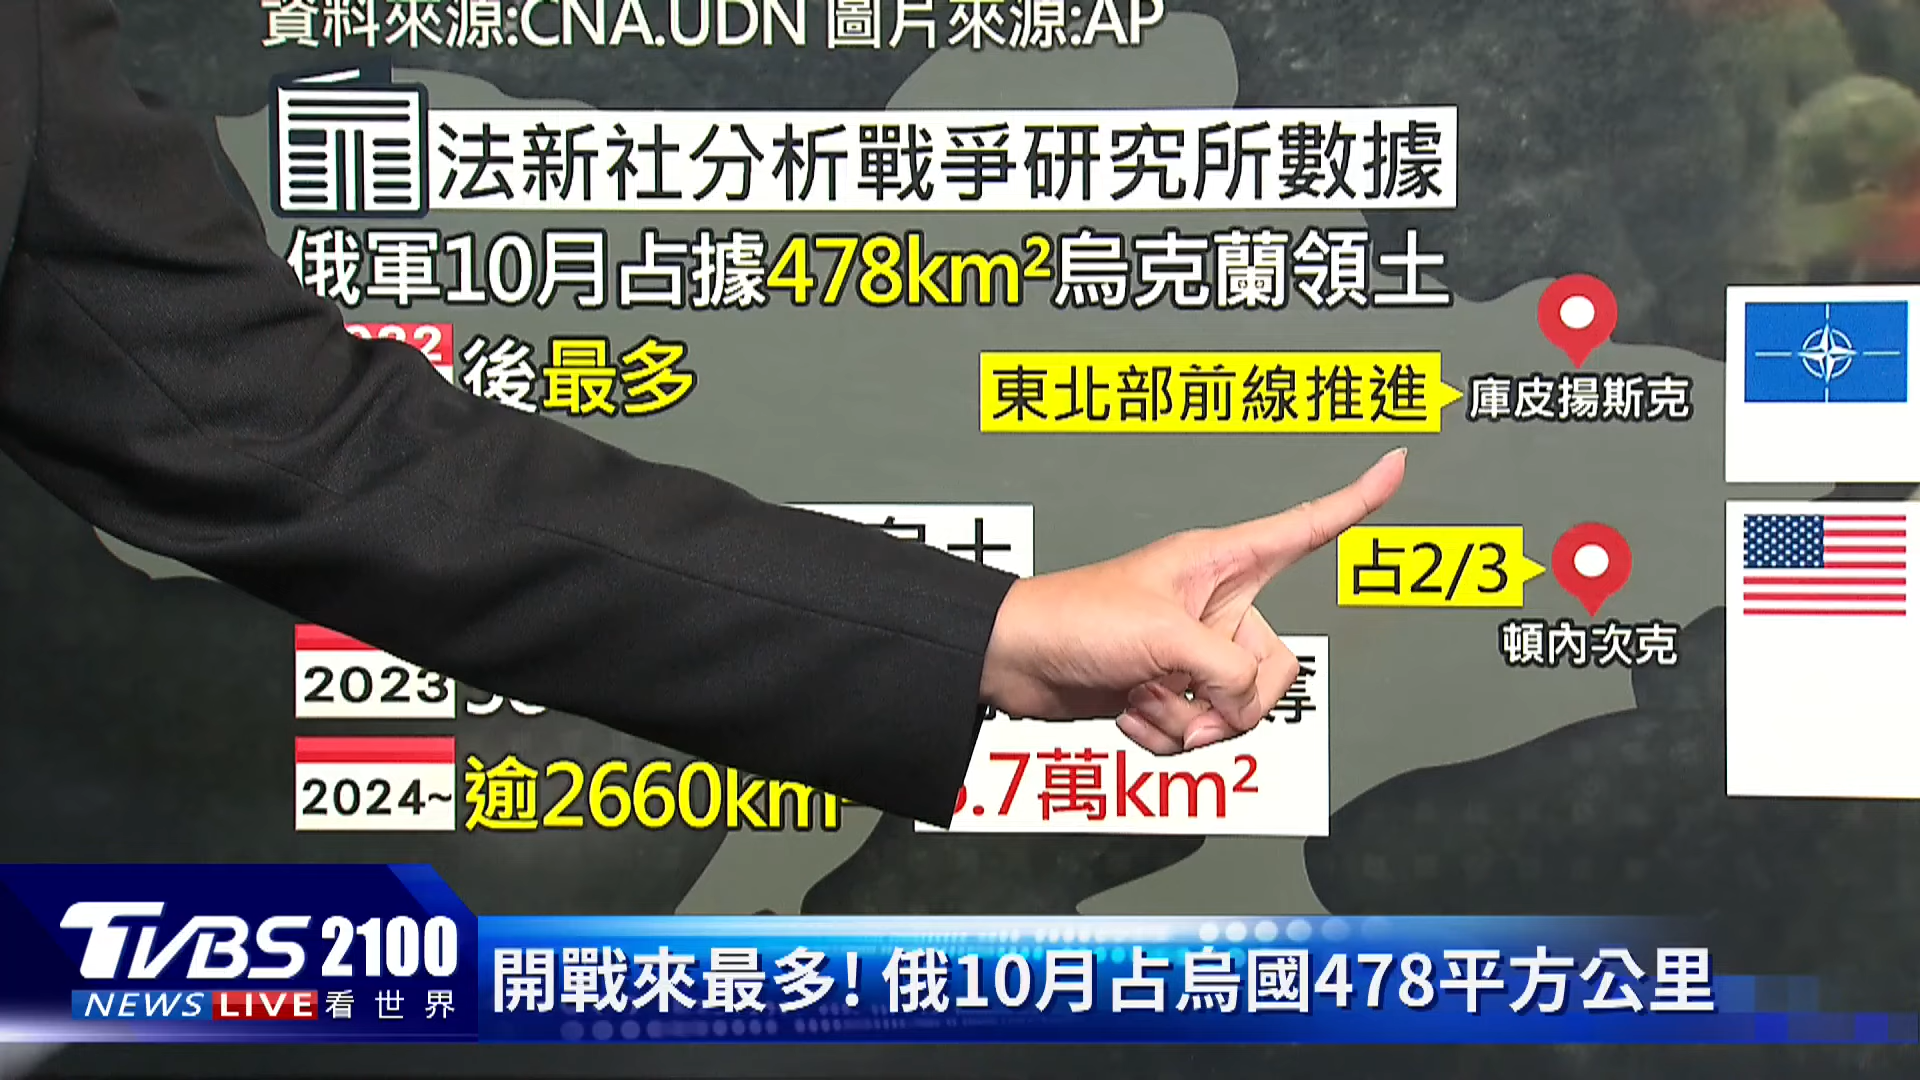 資料來源:CNA.UDN 圖片來源:AP
法新社分析戰爭研究所數據
俄軍10月占據478km²烏克蘭領土
後最多
東北部前線推進
庫皮揚斯克
占2/3
頓內次克
2023
奪
2024~
逾2660km²
.7萬km²
TVBS 2100
NEWS LIVE 看世界
開戰來最多! 俄10月占烏國478平方公里